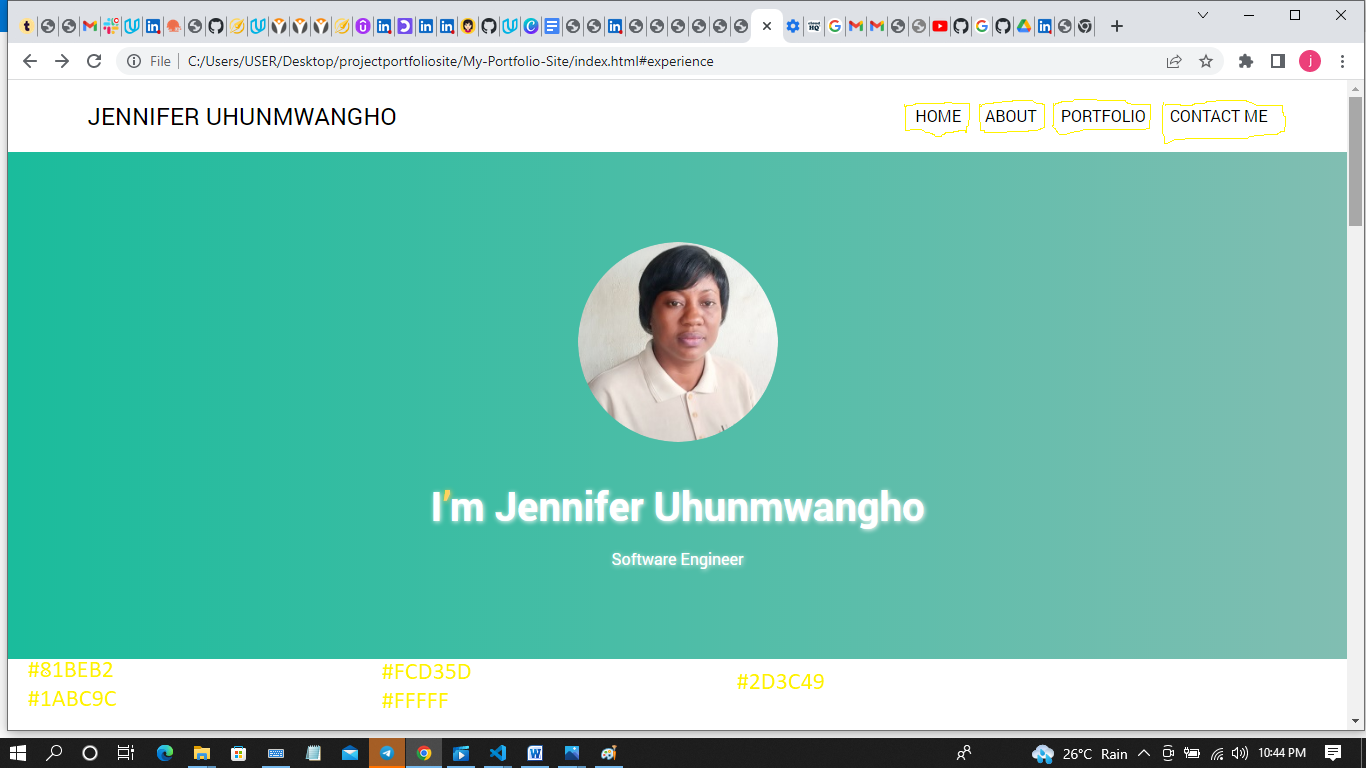 File
C:/Users/USER/Desktop/projectportfoliosite/My-Portfolio-Site/index.html#experience
j
JENNIFER UHUNMWANGHO
HOME ABOUT PORTFOLIO CONTACT ME
I’m Jennifer Uhunmwangho
Software Engineer
#81BEB2 #FCD35D #2D3C49
#1ABC9C #FFFFF
26°C Rain 10:44 PM